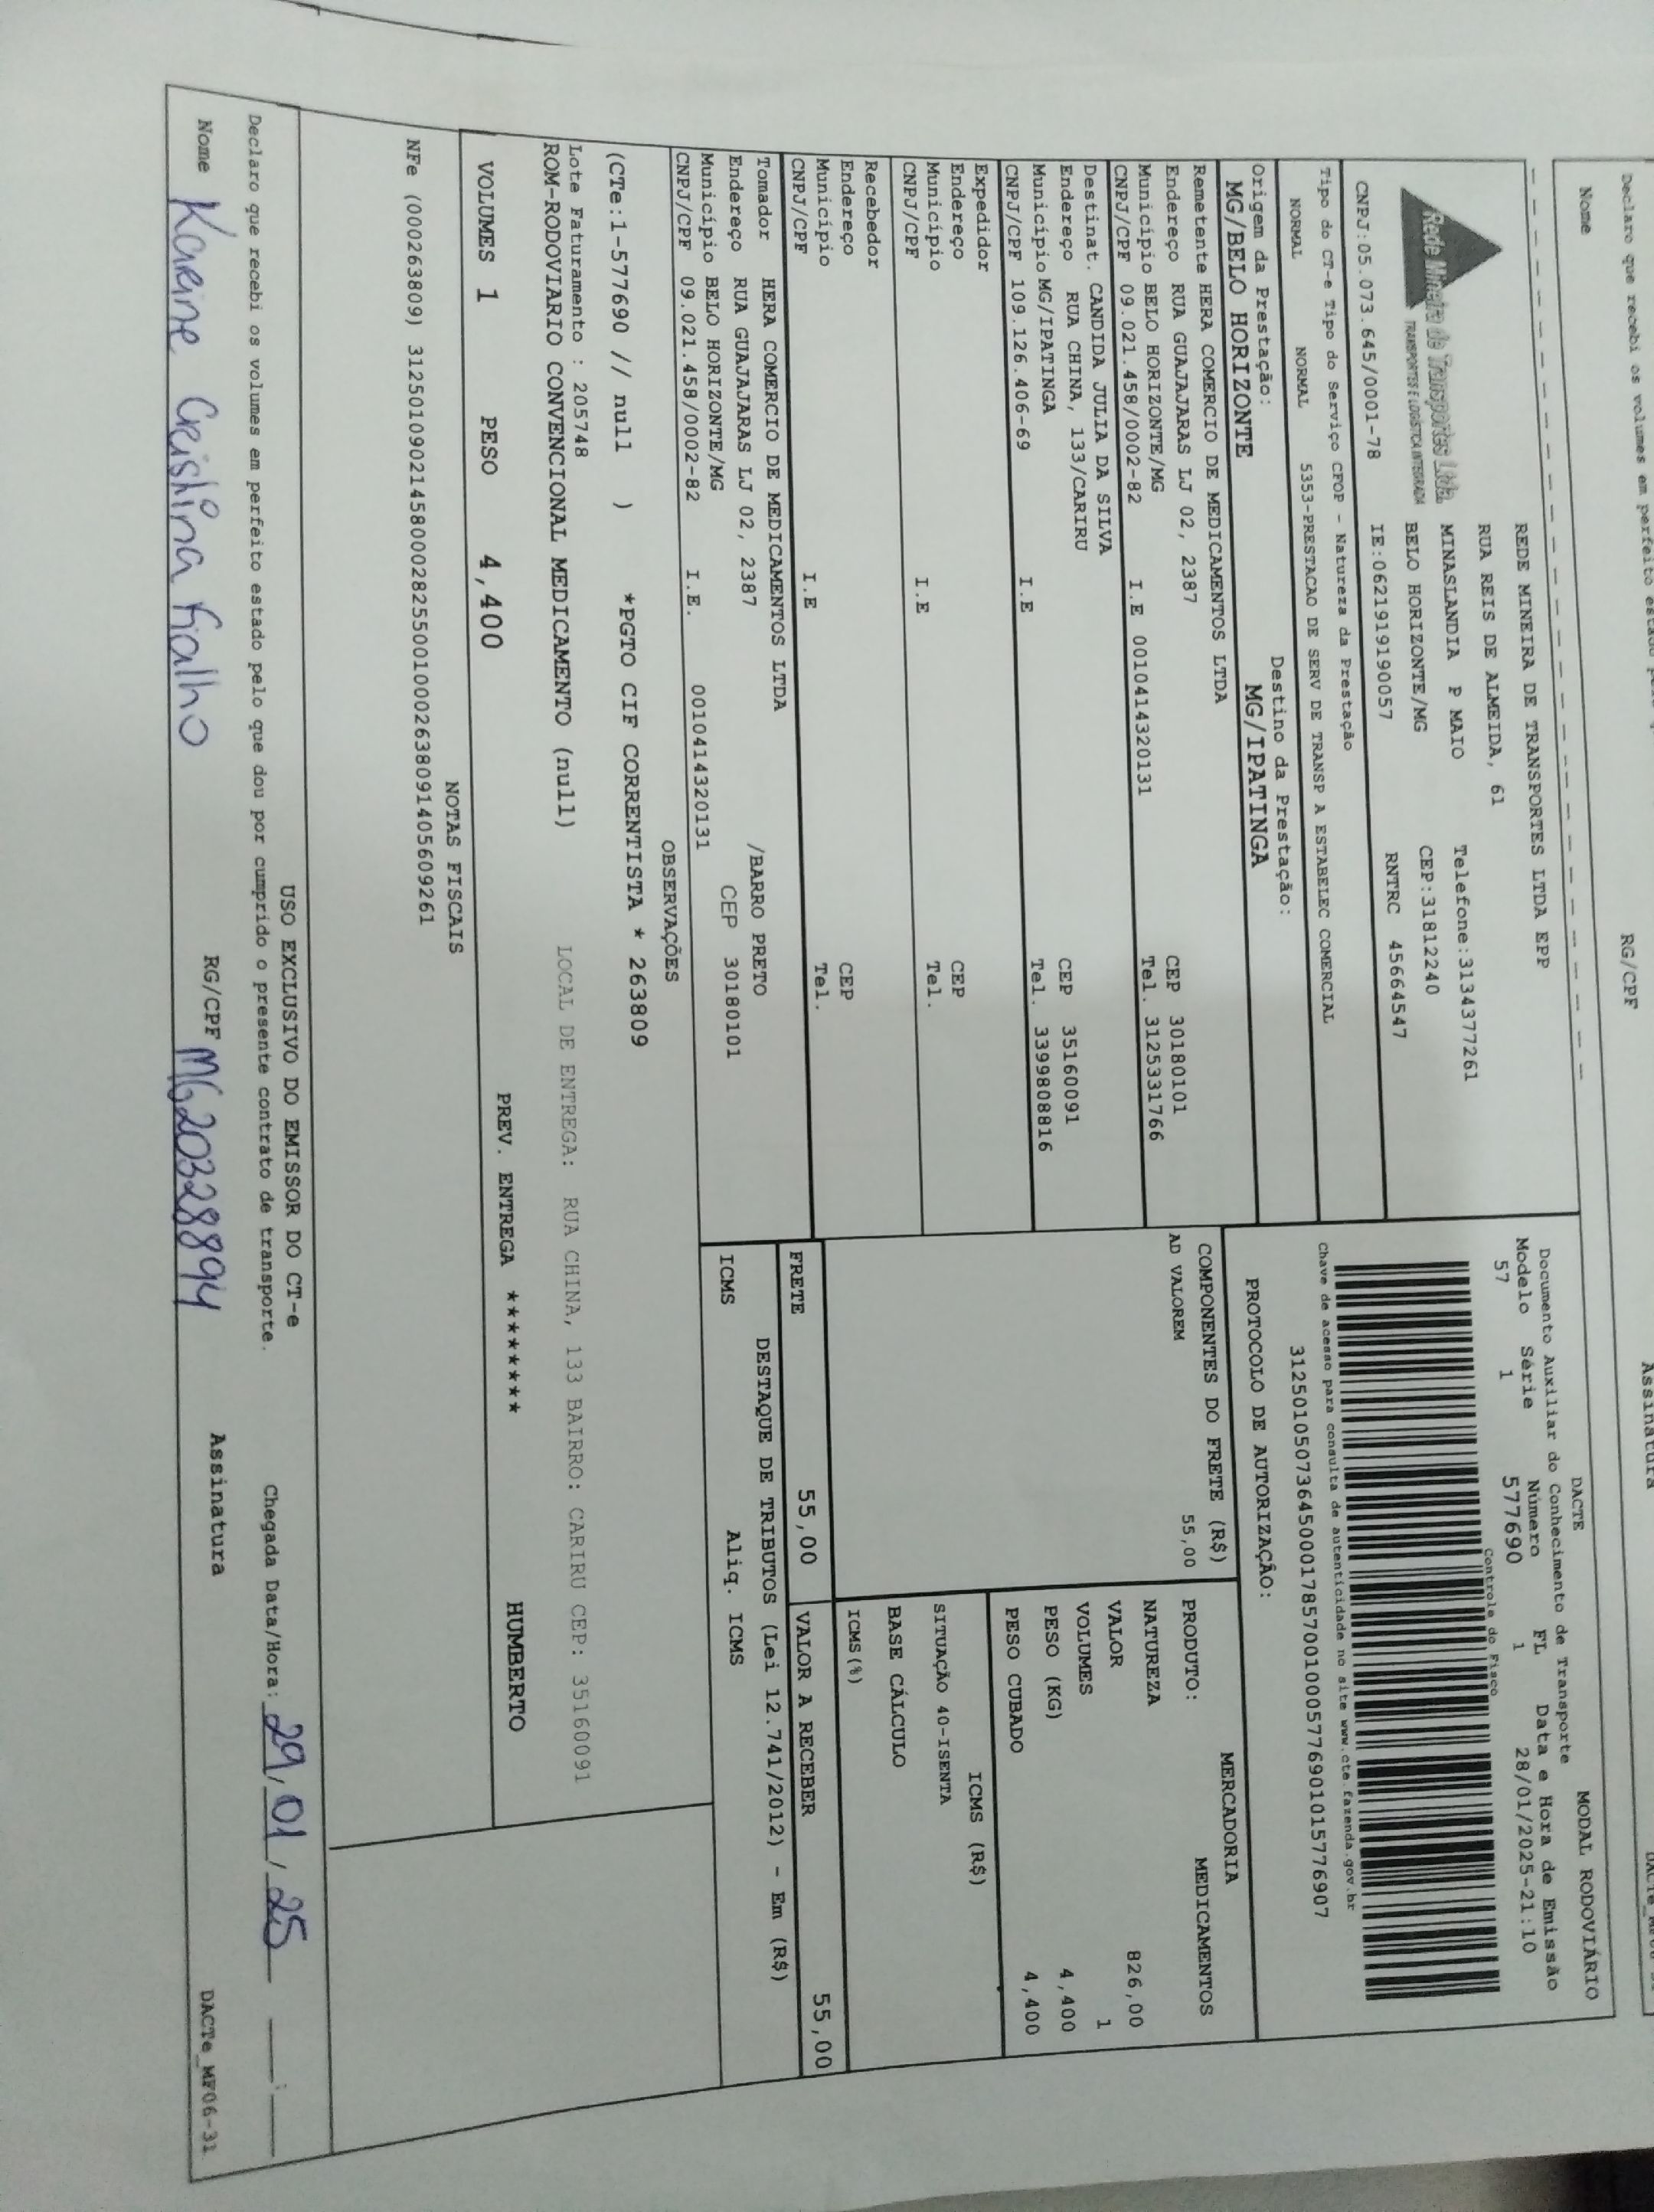 Declaro que recebi os volumes em perfeito estado
Nome RG/CPF Assinatura
REDE MINEIRA DE TRANSPORTES LTDA EPP
RUA REIS DE ALMEIDA, 61
MINASLANDIA P MAIO Telefone:3134377261
BELO HORIZONTE/MG CEP:31812240
Rede Mineira de Transportes Ltda.
TRANSPORTES E LOGÍSTICA INTEGRADA
CNPJ:05.073.645/0001-78 IE:0621919190057 RNTRC 45664547
DACTE MODAL RODOVIÁRIO
Documento Auxiliar do Conhecimento de Transporte
Modelo Série Número FL Data e Hora de Emissão
57 1 577690 1 28/01/2025-21:10
Controle do Fisco
Chave de acesso para consulta de autenticidade no site www.cte.fazenda.gov.br
31250105073645000178570010005776901015776907
PROTOCOLO DE AUTORIZAÇÃO:
Tipo do CT-e Tipo do Serviço CFOP - Natureza da Prestação
NORMAL NORMAL 5353-PRESTACAO DE SERV DE TRANSP A ESTABELEC COMERCIAL
Origem da Prestação: Destino da Prestação:
MG/BELO HORIZONTE MG/IPATINGA
Remetente HERA COMERCIO DE MEDICAMENTOS LTDA
Endereço RUA GUAJAJARAS LJ 02, 2387 CEP 30180101
Município BELO HORIZONTE/MG Tel. 3125331766
CNPJ/CPF 09.021.458/0002-82 I.E 0010414320131
Destinat. CANDIDA JULIA DA SILVA
Endereço RUA CHINA, 133/CARIRU CEP 35160091
Município MG/IPATINGA Tel. 33998088​16
CNPJ/CPF 109.126.406-69 I.E
Expedidor
Endereço CEP
Município Tel.
CNPJ/CPF I.E
Recebedor
Endereço CEP
Município Tel.
CNPJ/CPF I.E
Tomador HERA COMERCIO DE MEDICAMENTOS LTDA
Endereço RUA GUAJAJARAS LJ 02, 2387 /BARRO PRETO
Município BELO HORIZONTE/MG CEP 30180101
CNPJ/CPF 09.021.458/0002-82 I.E. 0010414320131
COMPONENTES DO FRETE (R$)
AD VALOREM 55,00
MERCADORIA
PRODUTO: MEDICAMENTOS
NATUREZA
VALOR 826,00
VOLUMES 1
PESO (KG) 4,400
PESO CUBADO 4,400
ICMS (R$)
SITUAÇÃO 40-ISENTA
BASE CÁLCULO
ICMS(%)
FRETE 55,00 VALOR A RECEBER 55,00
DESTAQUE DE TRIBUTOS (Lei 12.741/2012) - Em (R$)
ICMS Aliq. ICMS
OBSERVAÇÕES
(CTe:1-577690 // null ) *PGTO CIF CORRENTISTA * 263809
Lote Faturamento : 205748
ROM-RODOVIARIO CONVENCIONAL MEDICAMENTO (null) LOCAL DE ENTREGA: RUA CHINA, 133 BAIRRO: CARIRU CEP: 35160091
VOLUMES 1 PESO 4,400 PREV. ENTREGA ******** HUMBERTO
NOTAS FISCAIS
NFe (000263809) 31250109021458000282550010002638091405609261
USO EXCLUSIVO DO EMISSOR DO CT-e
Declaro que recebi os volumes em perfeito estado pelo que dou por cumprido o presente contrato de transporte. Chegada Data/Hora: 29/01/25 __:__
Nome Kareine Cristina Fialho RG/CPF MG20328894 Assinatura
DACTe_MF06-31